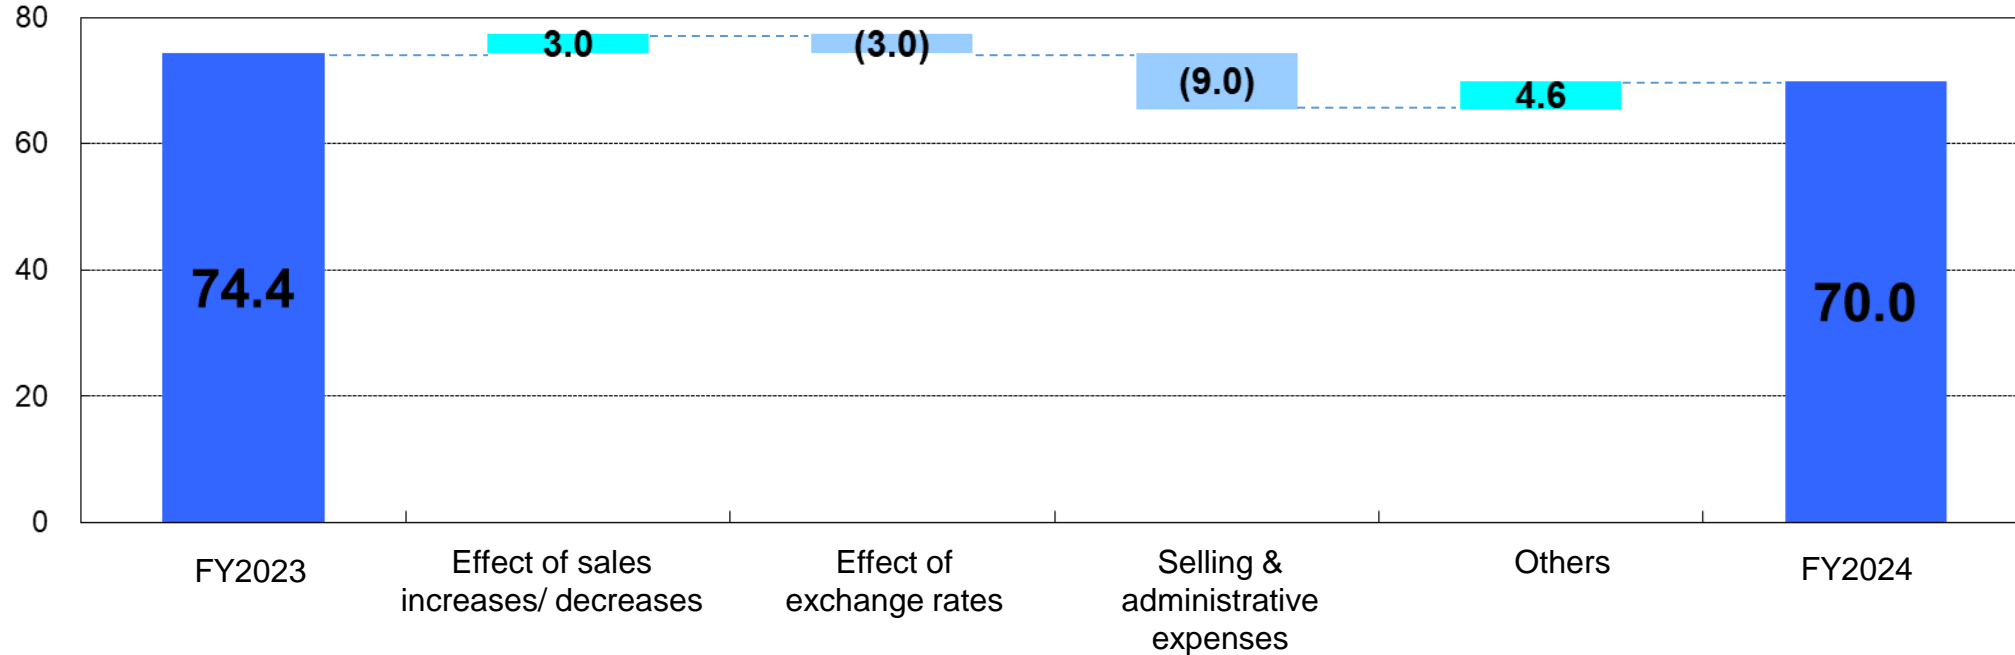 80
60
40
20
0
3.0
(3.0)
(9.0)
4.6
74.4
70.0
FY2023
Effect of sales
increases/ decreases
Effect of
exchange rates
Selling &
administrative
expenses
Others
FY2024